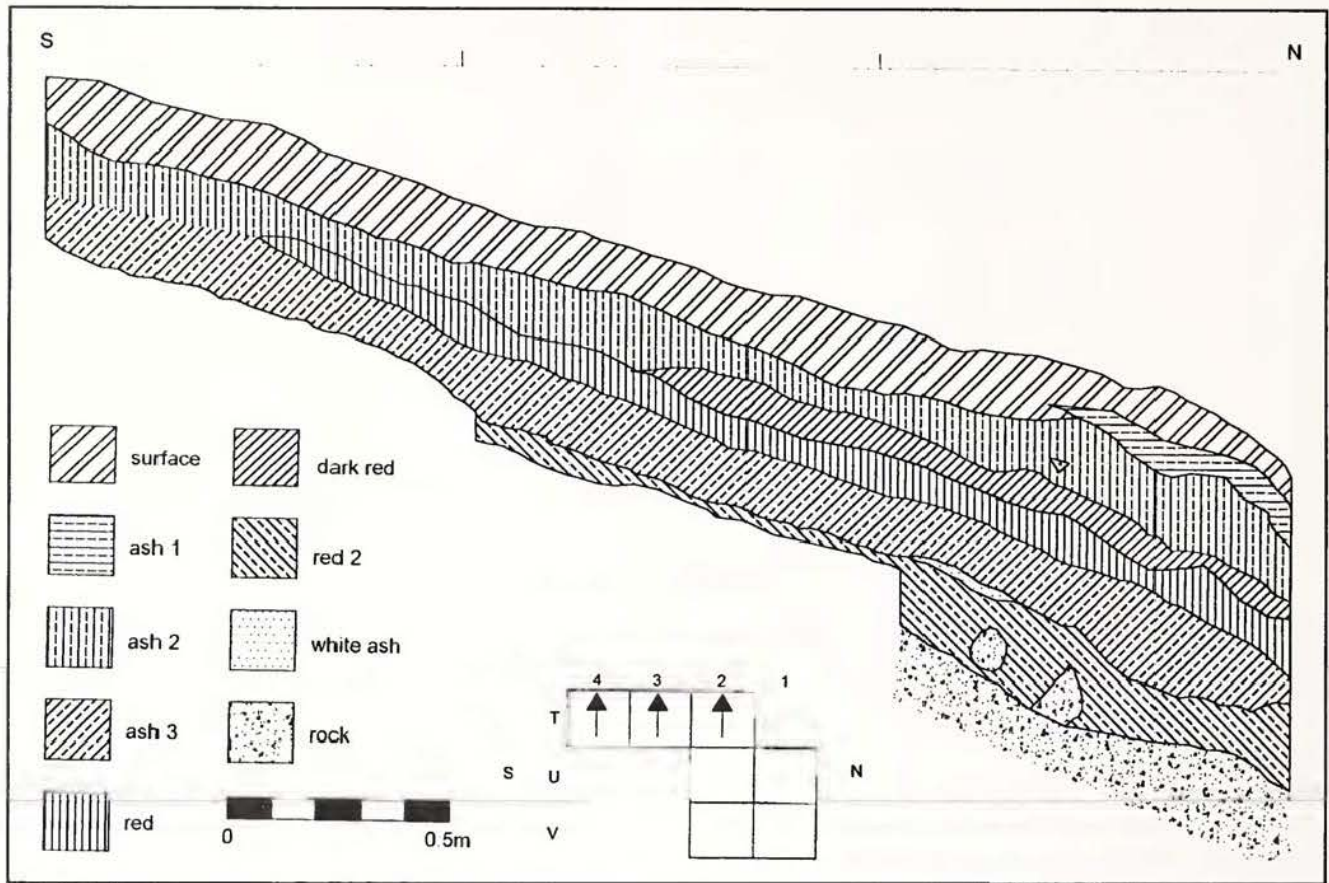 S N
surface
dark red
ash 1
red 2
ash 2
white ash
ash 3
rock
red
0 0.5m
4 3 2 1
T
S U N
V